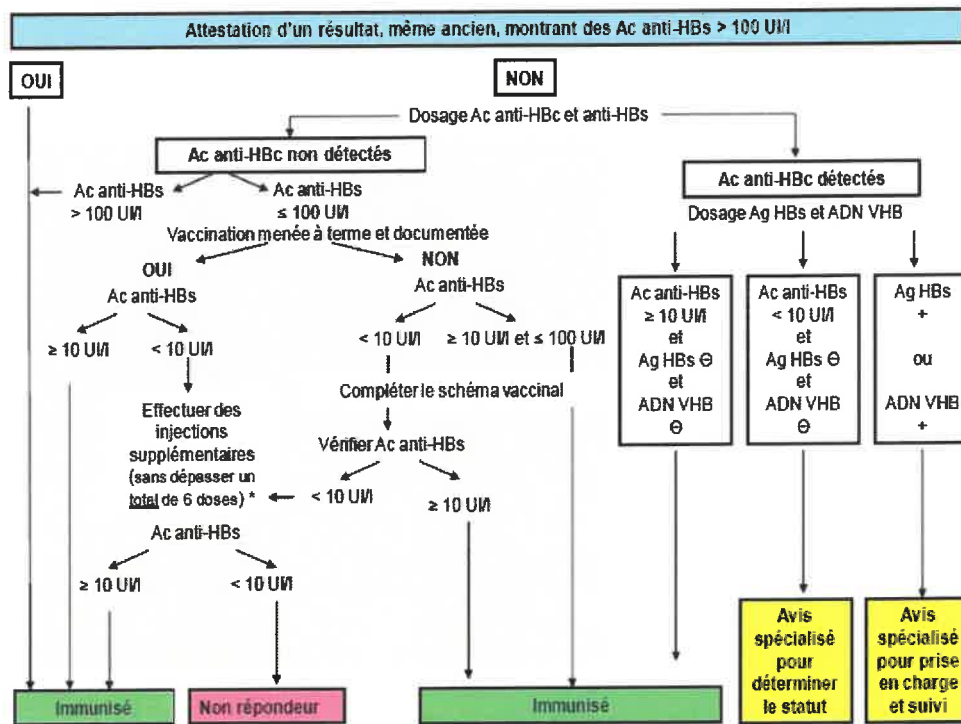 Attestation d'un résultat, même ancien, montrant des Ac anti-HBs > 100 UI/l
OUI
NON
Dosage Ac anti-HBc et anti-HBs
Ac anti-HBc non détectés
Ac anti-HBc détectés
Ac anti-HBs
> 100 UI/l
Ac anti-HBs
≤ 100 UI/l
Dosage Ag HBs et ADN VHB
Vaccination menée à terme et documentée
OUI
Ac anti-HBs
NON
Ac anti-HBs
≥ 10 UI/l
< 10 UI/l
< 10 UI/l
≥ 10 UI/l et ≤ 100 UI/l
Ac anti-HBs
≥ 10 UI/l
et
Ag HBs ⊖
et
ADN VHB
⊖
Ac anti-HBs
< 10 UI/l
et
Ag HBs ⊖
et
ADN VHB
⊖
Ag HBs
+
ou
ADN VHB
+
Effectuer des
injections
supplémentaires
(sans dépasser un
total de 6 doses) *
Compléter le schéma vaccinal
Vérifier Ac anti-HBs
< 10 UI/l
≥ 10 UI/l
Ac anti-HBs
≥ 10 UI/l
< 10 UI/l
Avis
spécialisé
pour
déterminer
le statut
Avis
spécialisé
pour prise
en charge
et suivi
Immunisé
Non répondeur
Immunisé